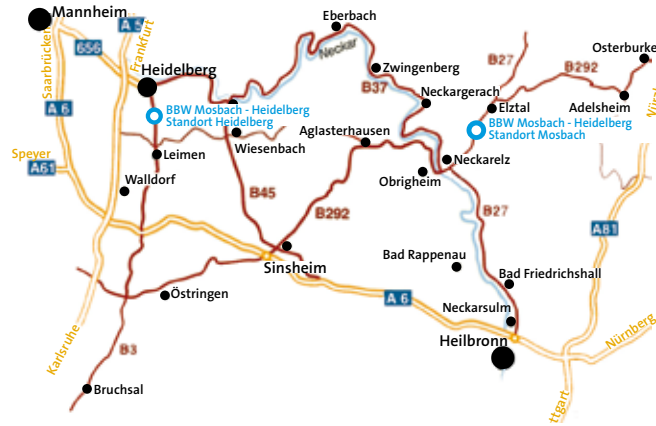 Mannheim
Eberbach
A 5
656
Saarbrücken
Frankfurt
Neckar
Zwingenberg
B27
Osterburke
B292
Heidelberg
B37
A 6
Neckargerach
Elztal
Adelsheim
BBW Mosbach - Heidelberg
Standort Heidelberg
BBW Mosbach - Heidelberg
Standort Mosbach
Aglasterhausen
Wiesenbach
Leimen
Speyer
A61
Neckarelz
Walldorf
Obrigheim
B45
B292
B27
A81
Bad Rappenau
Sinsheim
Bad Friedrichshall
Östringen
A 6
Neckarsulm
Karlsruhe
Heilbronn
Nürnberg
B3
Bruchsal
ttgart